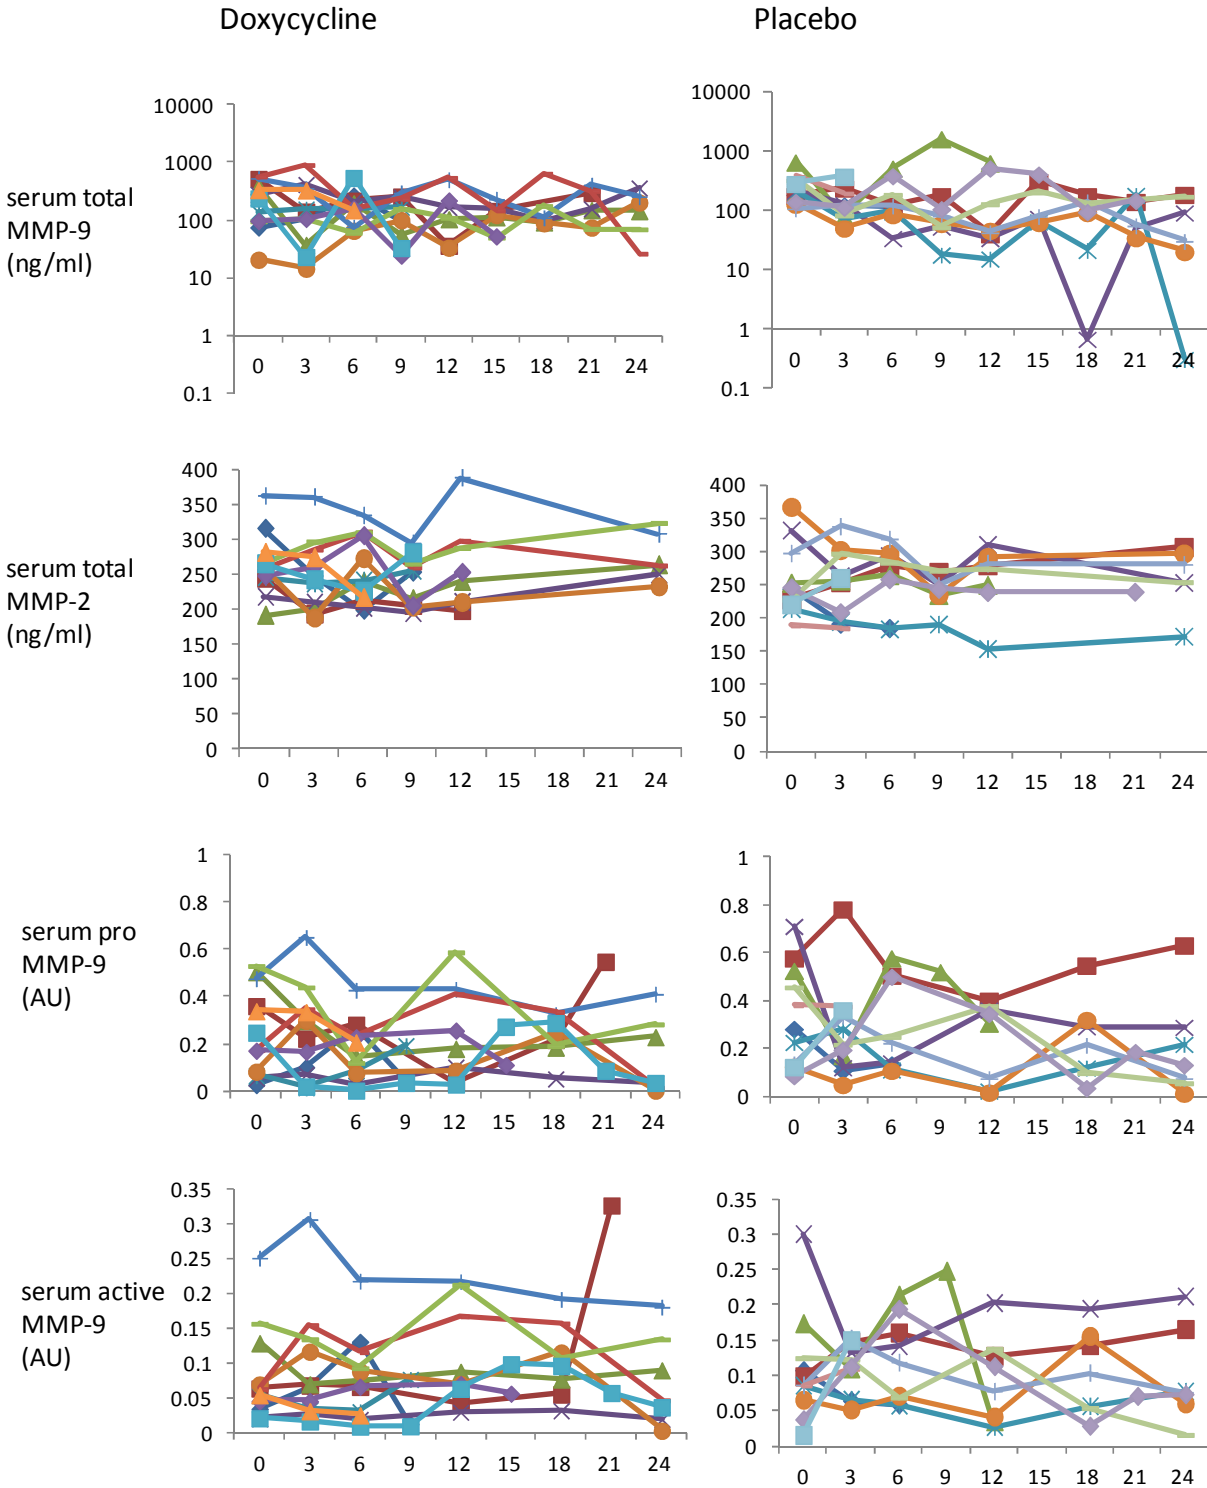 Doxycycline
Placebo
serum total
MMP-9
(ng/ml)
10000
1000
100
10
1
0.1
0 3 6 9 12 15 18 21 24
10000
1000
100
10
1
0.1
0 3 6 9 12 15 18 21 24
serum total
MMP-2
(ng/ml)
400
350
300
250
200
150
100
50
0
0 3 6 9 12 15 18 21 24
400
350
300
250
200
150
100
50
0
0 3 6 9 12 15 18 21 24
serum pro
MMP-9
(AU)
1
0.8
0.6
0.4
0.2
0
0 3 6 9 12 15 18 21 24
1
0.8
0.6
0.4
0.2
0
0 3 6 9 12 18 21 24
serum active
MMP-9
(AU)
0.35
0.3
0.25
0.2
0.15
0.1
0.05
0
0 3 6 9 12 15 18 21 24
0.35
0.3
0.25
0.2
0.15
0.1
0.05
0
0 3 6 9 12 18 21 24